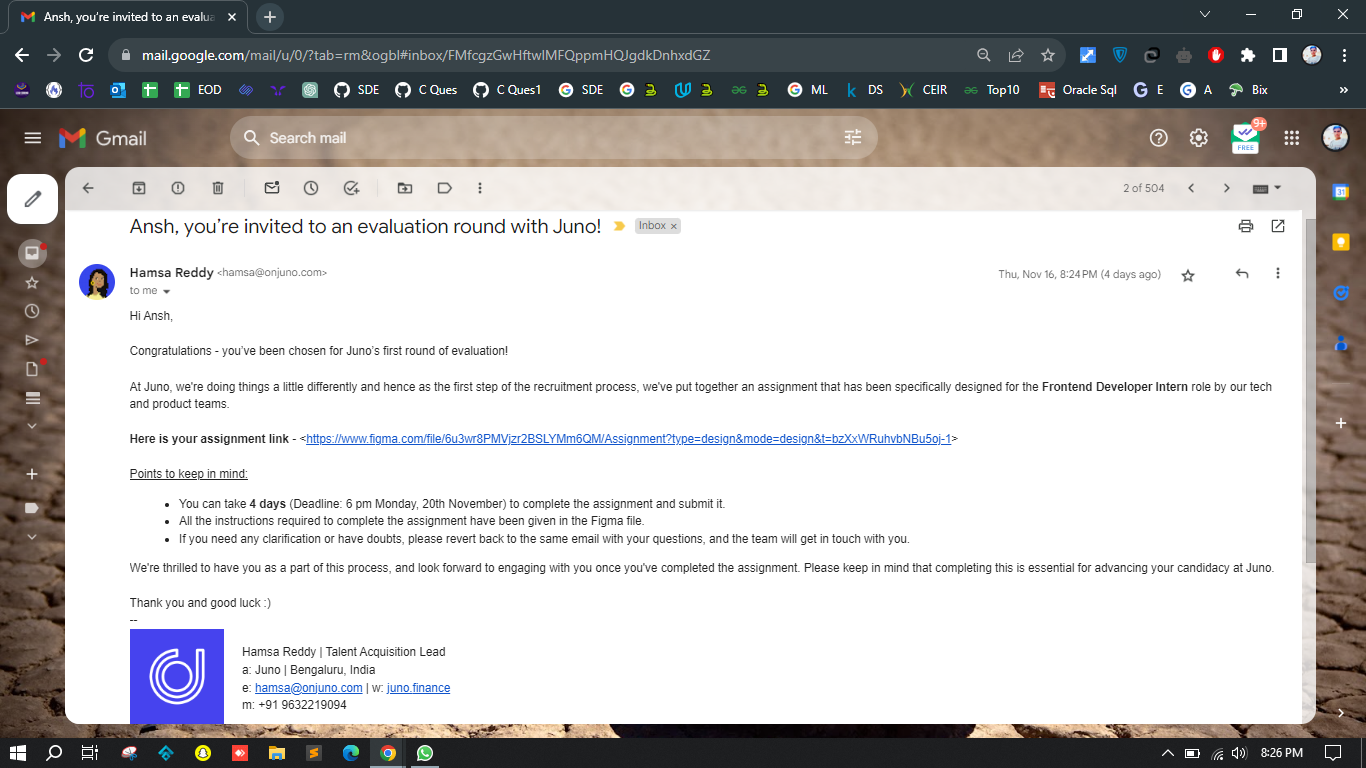 Ansh, you're invited to an evalua
mail.google.com/mail/u/0/?tab=rm&ogbl#inbox/FMfcgzGwHftwlMFQppmHQJgdkDnhxdGZ
EOD SDE C Ques C Ques1 SDE ML DS CEIR Top10 Oracle Sql E A Bix »
Gmail
Search mail
9+
FREE
2 of 504
Ansh, you’re invited to an evaluation round with Juno!
Inbox x
Hamsa Reddy <hamsa@onjuno.com>
Thu, Nov 16, 8:24 PM (4 days ago)
to me
Hi Ansh,
Congratulations - you’ve been chosen for Juno’s first round of evaluation!
At Juno, we're doing things a little differently and hence as the first step of the recruitment process, we've put together an assignment that has been specifically designed for the Frontend Developer Intern role by our tech
and product teams.
Here is your assignment link - <https://www.figma.com/file/6u3wr8PMVjzr2BSLYMm6QM/Assignment?type=design&mode=design&t=bzXxWRuhvbNBu5oj-1>
Points to keep in mind:
• You can take 4 days (Deadline: 6 pm Monday, 20th November) to complete the assignment and submit it.
• All the instructions required to complete the assignment have been given in the Figma file.
• If you need any clarification or have doubts, please revert back to the same email with your questions, and the team will get in touch with you.
We're thrilled to have you as a part of this process, and look forward to engaging with you once you've completed the assignment. Please keep in mind that completing this is essential for advancing your candidacy at Juno.
Thank you and good luck :)
--
Hamsa Reddy | Talent Acquisition Lead
a: Juno | Bengaluru, India
e: hamsa@onjuno.com | w: juno.finance
m: +91 9632219094
8:26 PM